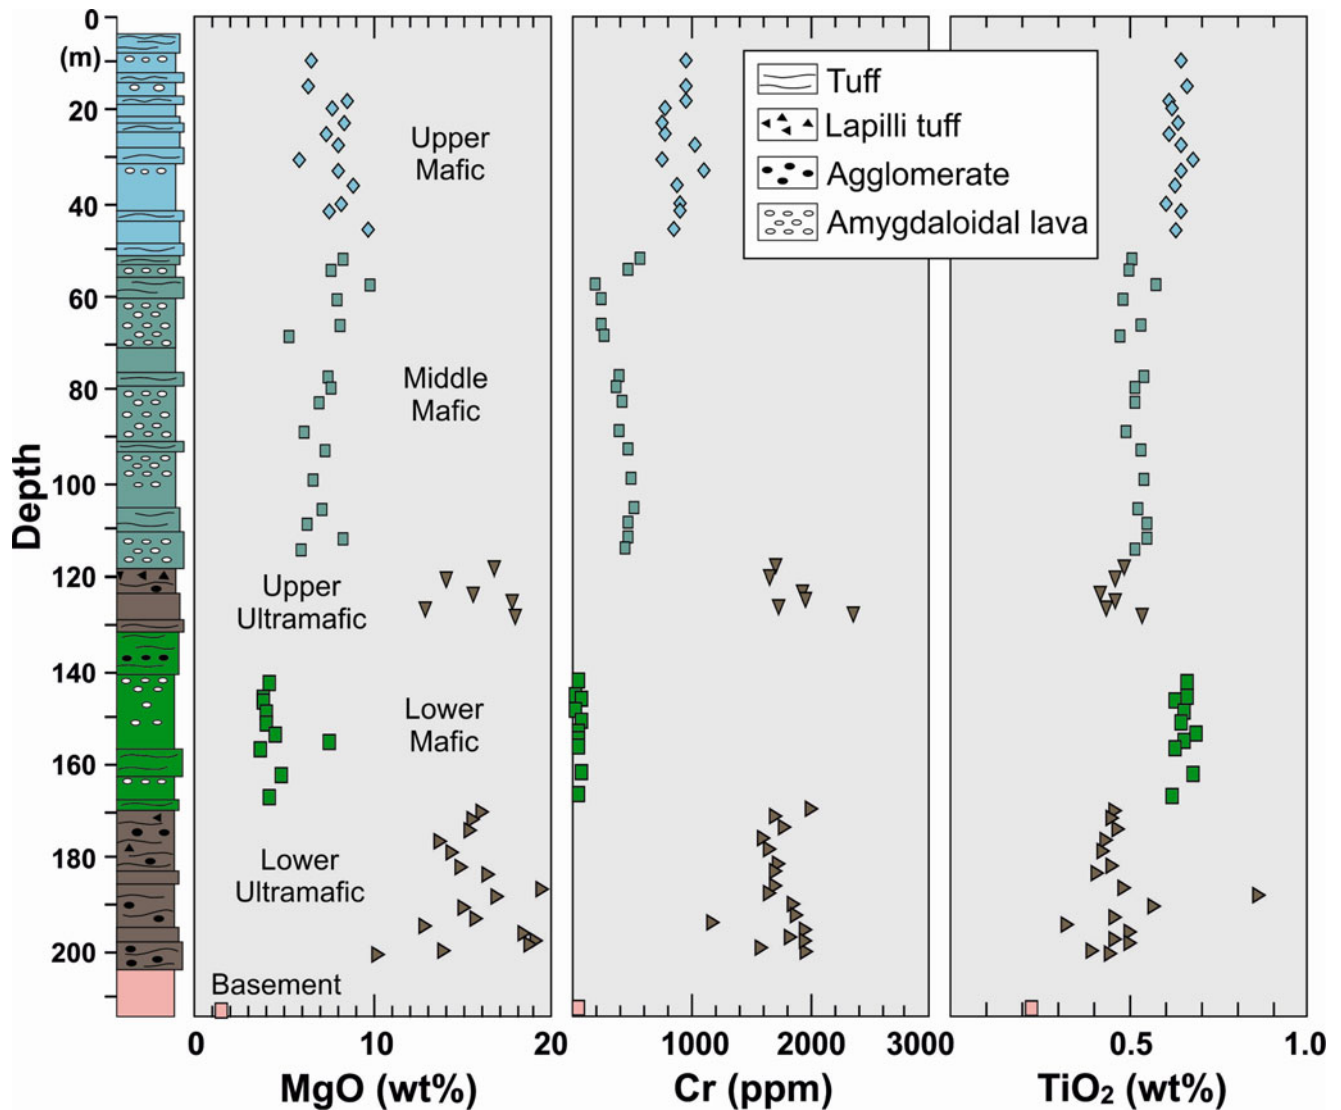 0
(m)
20
40
60
80
100
120
140
160
180
200
Depth
Upper
Mafic
Middle
Mafic
Upper
Ultramafic
Lower
Mafic
Lower
Ultramafic
Basement
Tuff
Lapilli tuff
Agglomerate
Amygdaloidal lava
0 10 20
MgO (wt%)
1000 2000 3000
Cr (ppm)
0.5 1.0
TiO₂ (wt%)